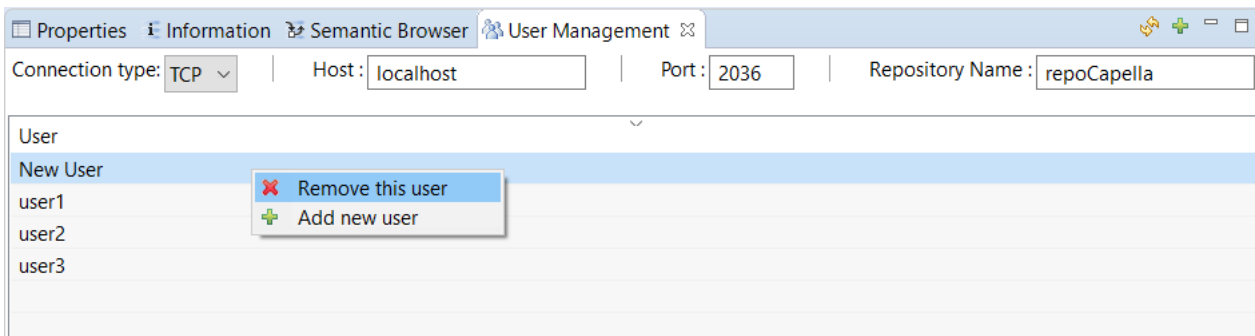 Properties Information Semantic Browser User Management
Connection type: TCP Host : localhost Port : 2036 Repository Name : repoCapella
User
New User
Remove this user
user1
Add new user
user2
user3